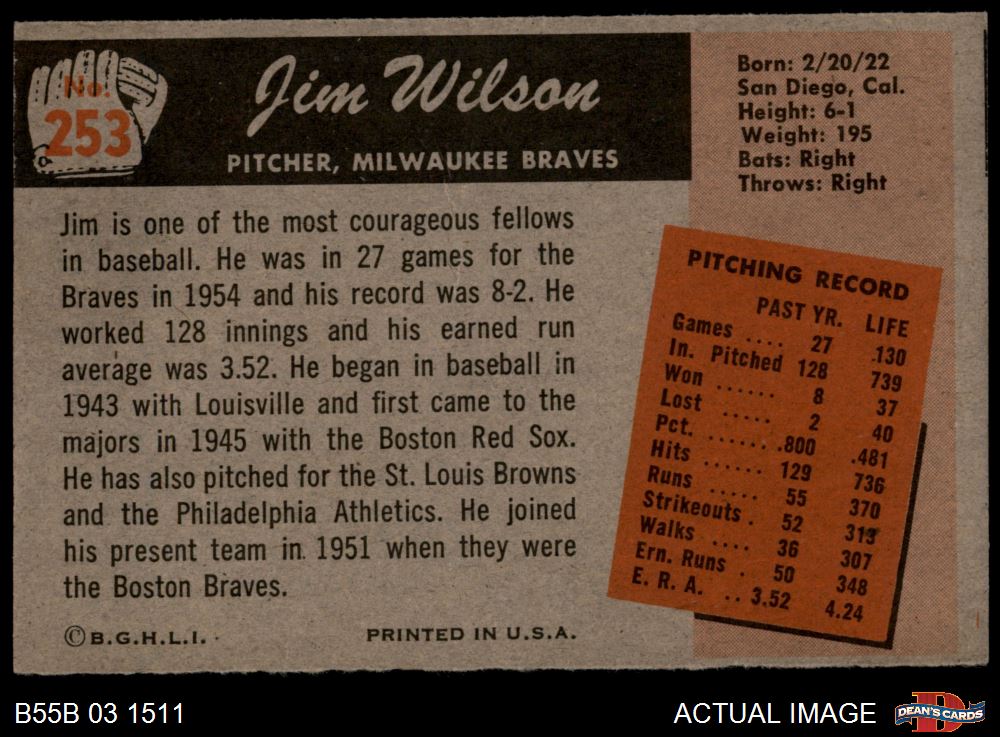 No.
253
Jim Wilson
PITCHER, MILWAUKEE BRAVES
Born: 2/20/22
San Diego, Cal.
Height: 6-1
Weight: 195
Bats: Right
Throws: Right
Jim is one of the most courageous fellows
in baseball. He was in 27 games for the
Braves in 1954 and his record was 8-2. He
worked 128 innings and his earned run
average was 3.52. He began in baseball in
1943 with Louisville and first came to the
majors in 1945 with the Boston Red Sox.
He has also pitched for the St. Louis Browns
and the Philadelphia Athletics. He joined
his present team in 1951 when they were
the Boston Braves.
©B.G.H.L.I.
PRINTED IN U.S.A.
PITCHING RECORD
PAST YR. LIFE
Games .... 27 130
In. Pitched 128 739
Won ...... 8 37
Lost ..... 2 40
Pct. ....... .800 .481
Hits ...... 129 736
Runs ..... 55 370
Strikeouts . 52 313
Walks .... 36 307
Ern. Runs . 50 348
E. R. A. .. 3.52 4.24
B55B 03 1511
ACTUAL IMAGE
D
DEAN'S CARDS